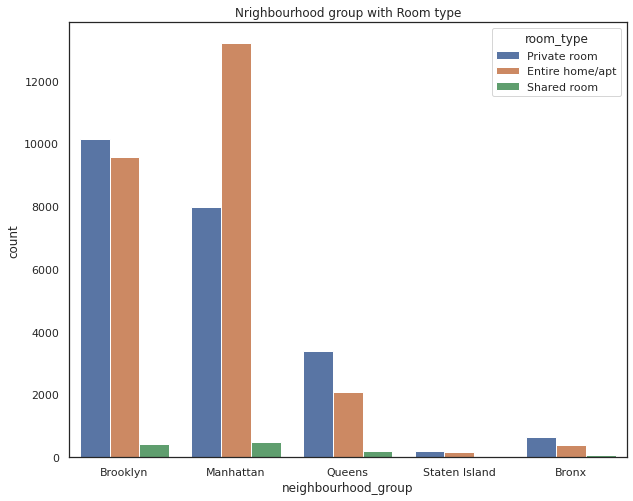 Nrighbourhood group with Room type
room_type
Private room
Entire home/apt
Shared room
12000
10000
8000
6000
4000
2000
0
count
Brooklyn Manhattan Queens Staten Island Bronx
neighbourhood_group